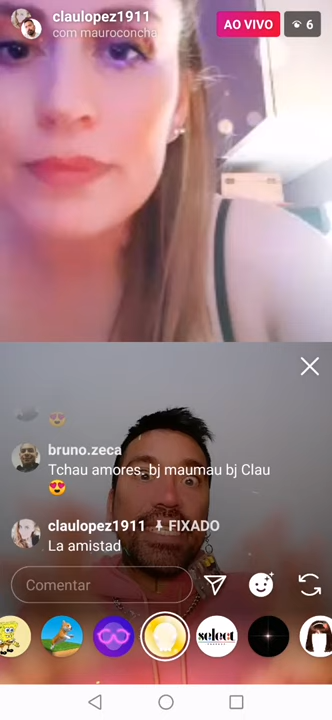 claulopez1911
com mauroconcha
AO VIVO
6
bruno.zeca
Tchau amores. bj maumau bj Clau
claulopez1911 FIXADO
La amistad
Comentar
select